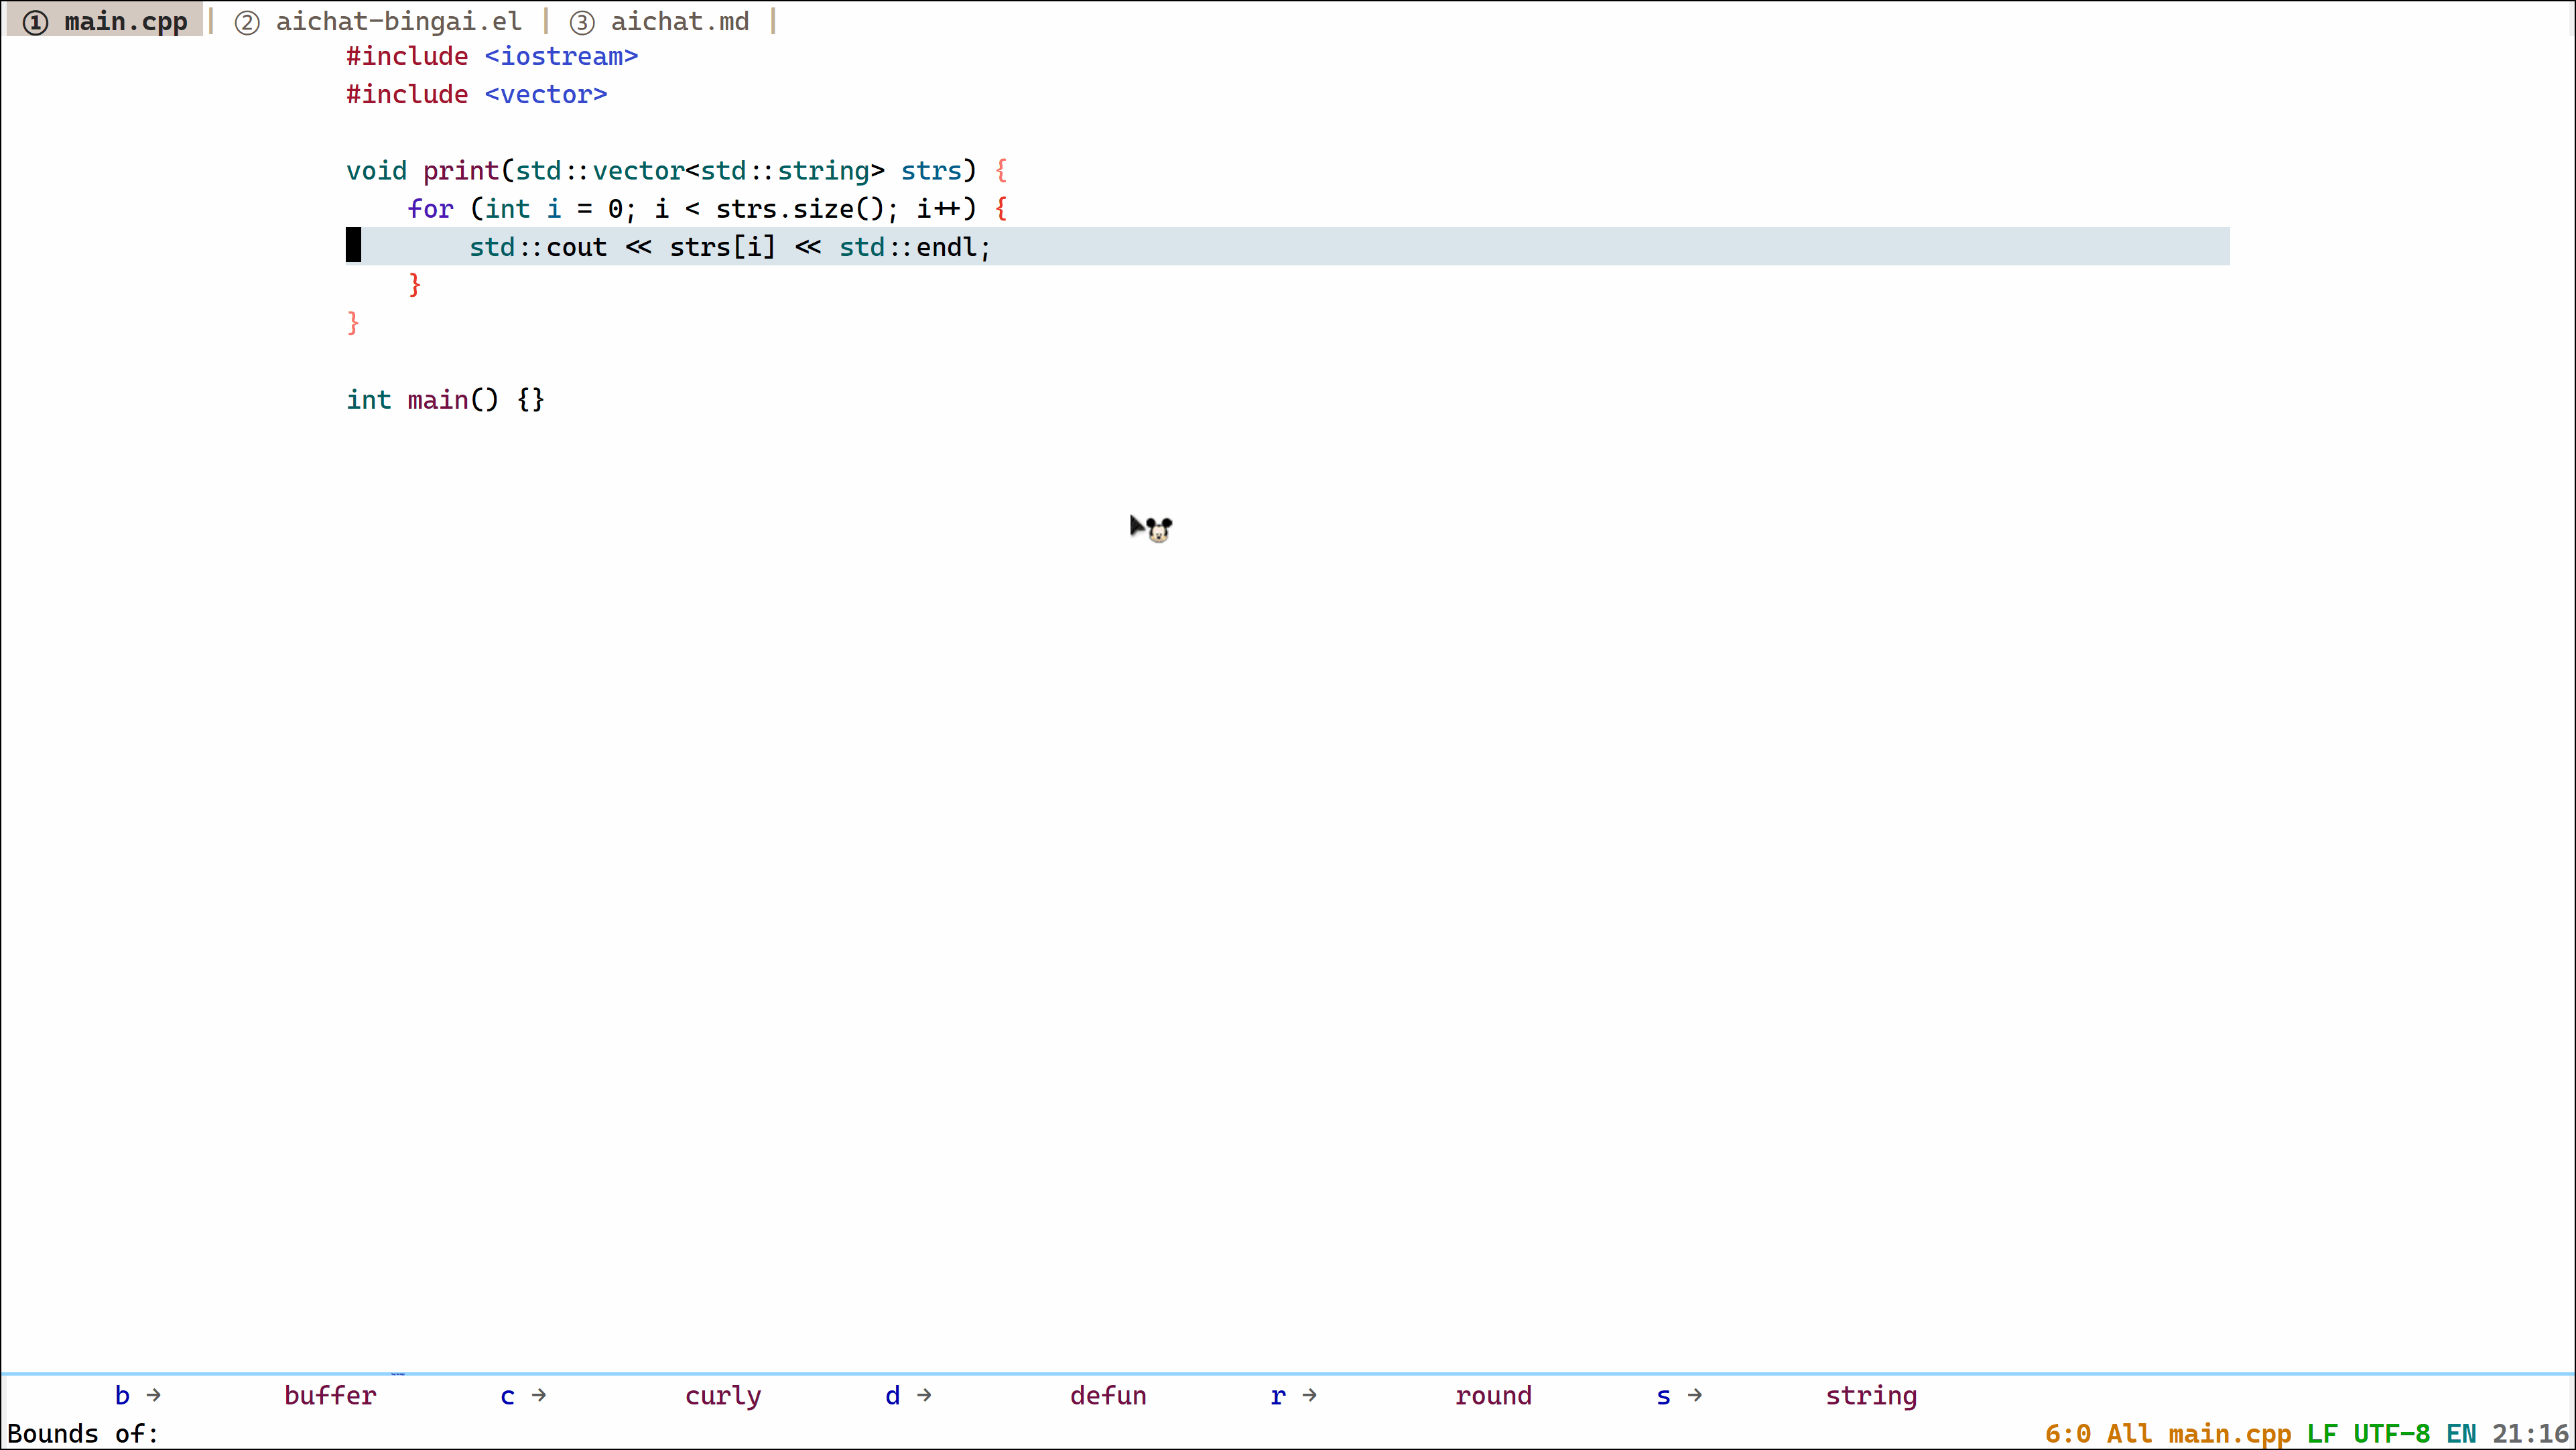 ① main.cpp | ② aichat-bingai.el | ③ aichat.md |
#include <iostream>
#include <vector>
void print(std::vector<std::string> strs) {
    for (int i = 0; i < strs.size(); i++) {
        std::cout << strs[i] << std::endl;
    }
}
int main() {}
b → buffer c → curly d → defun r → round s → string
Bounds of: 6:0 All main.cpp LF UTF-8 EN 21:16